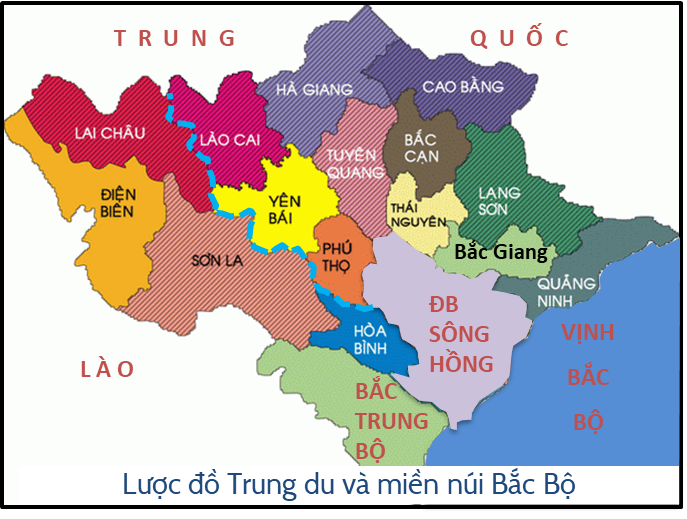 TRUNG QUỐC
HÀ GIANG
CAO BẰNG
LAI CHÂU
LÀO CAI
TUYÊN
QUANG
BẮC
CẠN
LẠNG
SƠN
ĐIỆN
BIÊN
YÊN
BÁI
THÁI
NGUYÊN
PHÚ
THỌ
Bắc Giang
SƠN LA
QUẢNG
NINH
HÒA
BÌNH
ĐB
SÔNG
HỒNG
VỊNH
BẮC
BỘ
LÀO
BẮC
TRUNG
BỘ
Lược đồ Trung du và miền núi Bắc Bộ